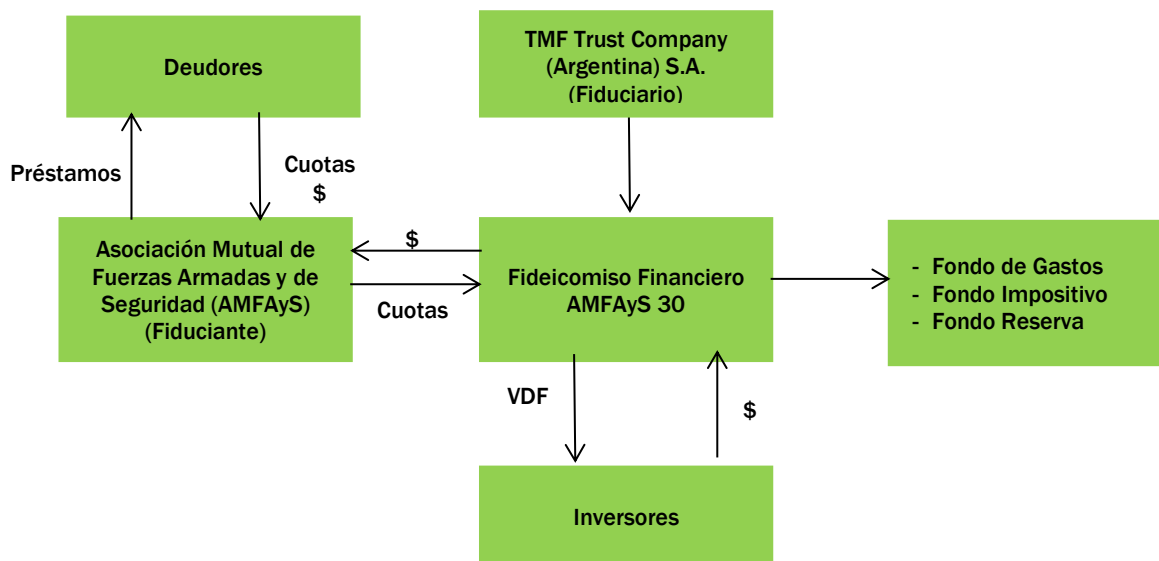 Deudores
TMF Trust Company
(Argentina) S.A.
(Fiduciario)
Préstamos
Cuotas
$
Asociación Mutual de
Fuerzas Armadas y de
Seguridad (AMFAyS)
(Fiduciante)
$
Cuotas
Fideicomiso Financiero
AMFAyS 30
- Fondo de Gastos
- Fondo Impositivo
- Fondo Reserva
VDF
$
Inversores